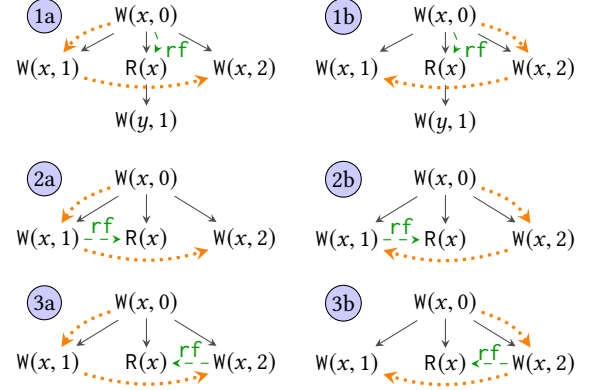 1a W(x, 0) 1b W(x, 0)
rf rf
W(x, 1) R(x) W(x, 2) W(x, 1) R(x) W(x, 2)
W(y, 1) W(y, 1)
2a W(x, 0) 2b W(x, 0)
rf rf
W(x, 1) R(x) W(x, 2) W(x, 1) R(x) W(x, 2)
3a W(x, 0) 3b W(x, 0)
rf rf
W(x, 1) R(x) W(x, 2) W(x, 1) R(x) W(x, 2)